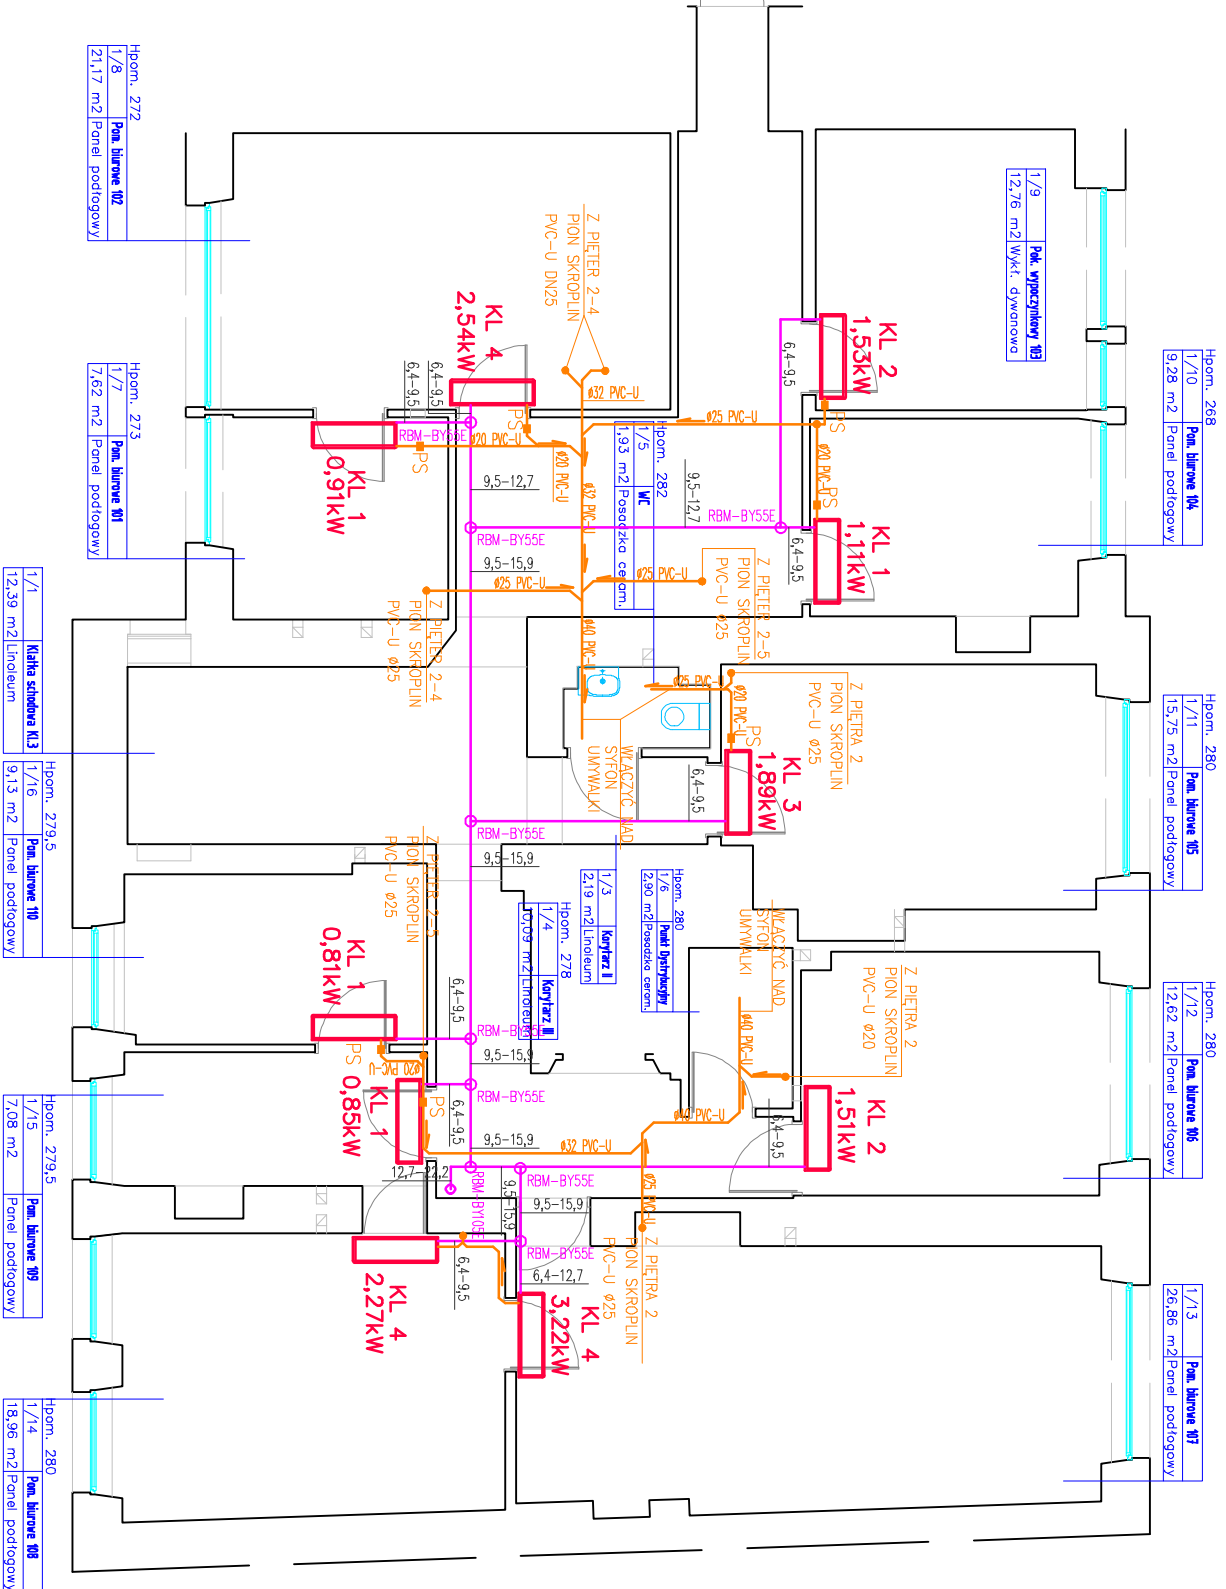 Hpom. 272
1/8 Pom. biurowe 102
21,17 m2 Panel podłogowy
Hpom. 273
1/7 Pom. biurowe 101
7,62 m2 Panel podłogowy
1/1 Klatka schodowa Kl.3
12,39 m2 Linoleum
Hpom. 279,5
1/16 Pom. biurowe 110
9,13 m2 Panel podłogowy
Hpom. 279,5
1/15 Pom. biurowe 109
7,08 m2 Panel podłogowy
Hpom. 280
1/14 Pom. biurowe 108
18,96 m2 Panel podłogowy
1/9 Pok. wypoczynkowy 103
12,76 m2 Wykł. dywanowa
Hpom. 268
1/10 Pom. biurowe 104
9,28 m2 Panel podłogowy
Hpom. 280
1/11 Pom. biurowe 105
15,75 m2 Panel podłogowy
Hpom. 280
1/12 Pom. biurowe 106
12,62 m2 Panel podłogowy
1/13 Pom. biurowe 107
26,86 m2 Panel podłogowy
Hpom. 282
1/5 WC
1,93 m2 Posadzka ceram.
Hpom. 280
1/6 Punkt Dystrybucyjny
2,90 m2 Posadzka ceram.
1/3 Korytarz II
2,19 m2 Linoleum
Hpom. 278
1/4 Korytarz III
10,09 m2 Linoleum
KL 4
2,54kW
KL 1
0,91kW
KL 2
1,53kW
KL 1
1,11kW
KL 3
1,89kW
KL 1
0,81kW
KL 1
0,85kW
KL 2
1,51kW
KL 4
2,27kW
KL 4
3,22kW
Z PIĘTER 2-4
PION SKROPLIN
PVC-U DN25
Z PIĘTER 2-5
PION SKROPLIN
PVC-U ø25
Z PIĘTER 2-4
PION SKROPLIN
PVC-U ø25
Z PIĘTRA 2
PION SKROPLIN
PVC-U ø25
Z PIĘTER 2-5
PION SKROPLIN
PVC-U ø25
Z PIĘTRA 2
PION SKROPLIN
PVC-U ø20
Z PIĘTRA 2
PION SKROPLIN
PVC-U ø25
WŁĄCZYĆ NAD
SYFON
UMYWALKI
WŁĄCZYĆ NAD
SYFON
UMYWALKI
ø32 PVC-U
ø25 PVC-U
ø20 PVC-U
ø20 PVC-U
ø20 PVC-U
ø32 PVC-U
ø25 PVC-U
ø25 PVC-U
ø40 PVC-U
ø25 PVC-U
ø20 PVC-U
ø20 PVC-U
ø32 PVC-U
ø40 PVC-U
ø40 PVC-U
ø25 PVC-U
PS
PS
PS
PS
PS
PS
PS
RBM-BY55E
RBM-BY55E
RBM-BY55E
RBM-BY55E
RBM-BY55E
RBM-BY55E
RBM-BY55E
RBM-BY55E
RBM-BY105E
6,4-9,5
6,4-9,5
6,4-9,5
6,4-9,5
9,5-12,7
9,5-12,7
9,5-15,9
6,4-9,5
9,5-15,9
6,4-9,5
9,5-15,9
6,4-9,5
9,5-15,9
6,4-9,5
12,7-22,2
9,5-15,9
9,5-15,9
6,4-9,5
6,4-12,7